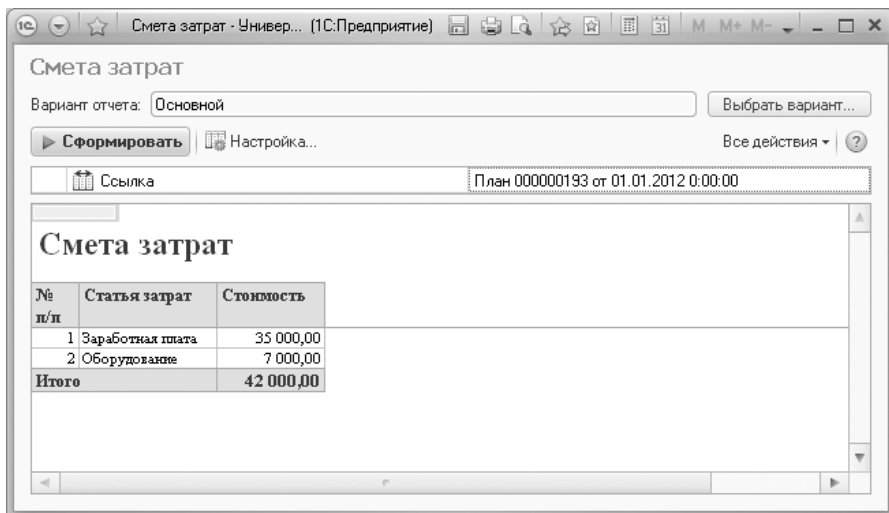 1С Смета затрат - Универ... (1С:Предприятие) 31 M M+ M-
Смета затрат
Вариант отчета: Основной Выбрать вариант...
Сформировать Настройка... Все действия ?
Ссылка План 000000193 от 01.01.2012 0:00:00
Смета затрат
№ п/п Статья затрат Стоимость
1 Заработная плата 35 000,00
2 Оборудование 7 000,00
Итого 42 000,00